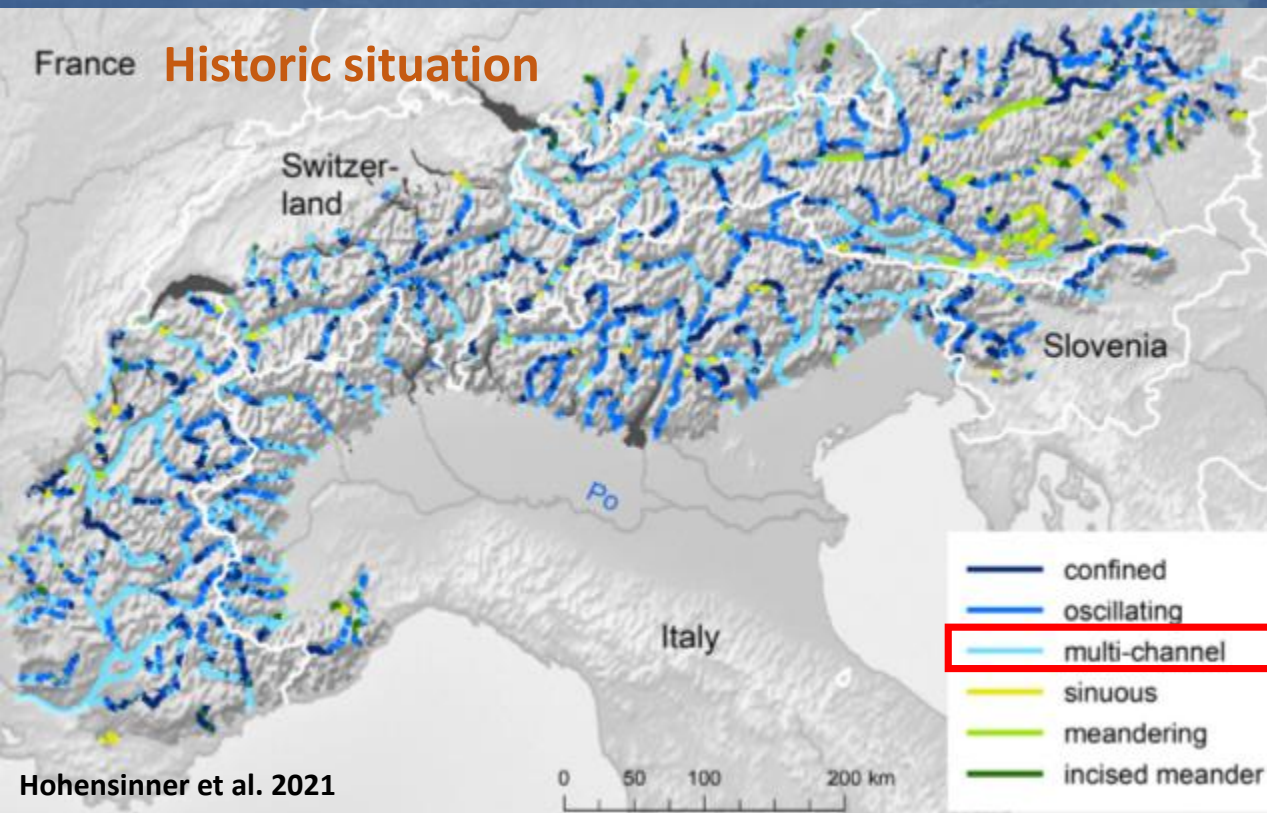 France
Historic situation
Switzer-
land
Slovenia
Po
Italy
confined
oscillating
multi-channel
sinuous
meandering
incised meander
Hohensinner et al. 2021
0 50 100 200 km